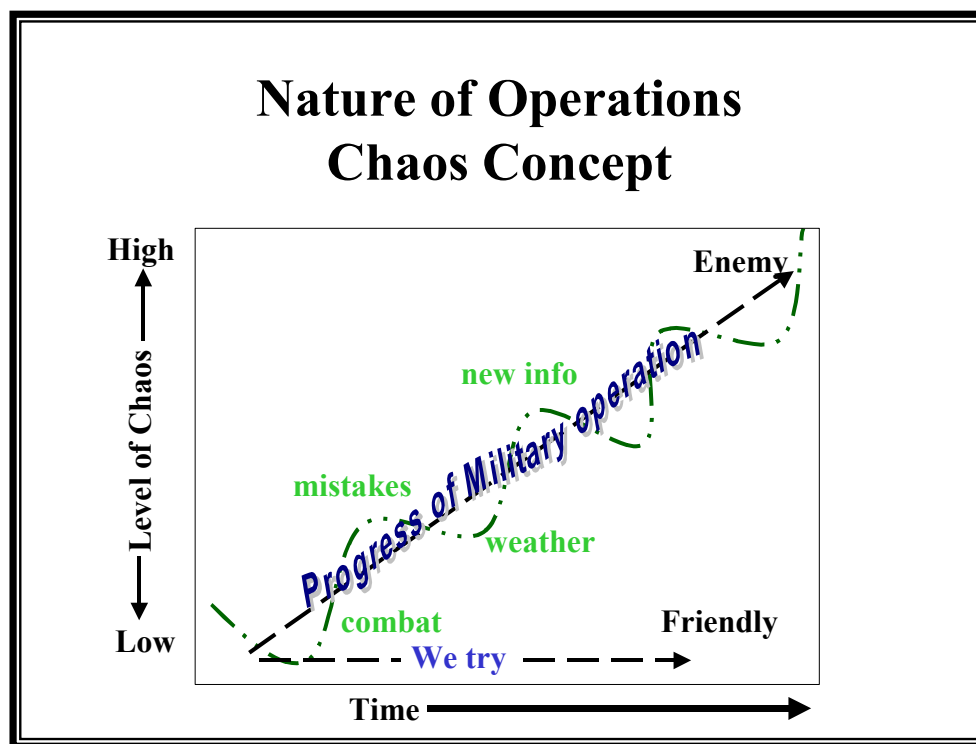 Nature of Operations
Chaos Concept
High
Enemy
Level of Chaos
new info
Progress of Military operation
mistakes
weather
combat
Friendly
Low
We try
Time